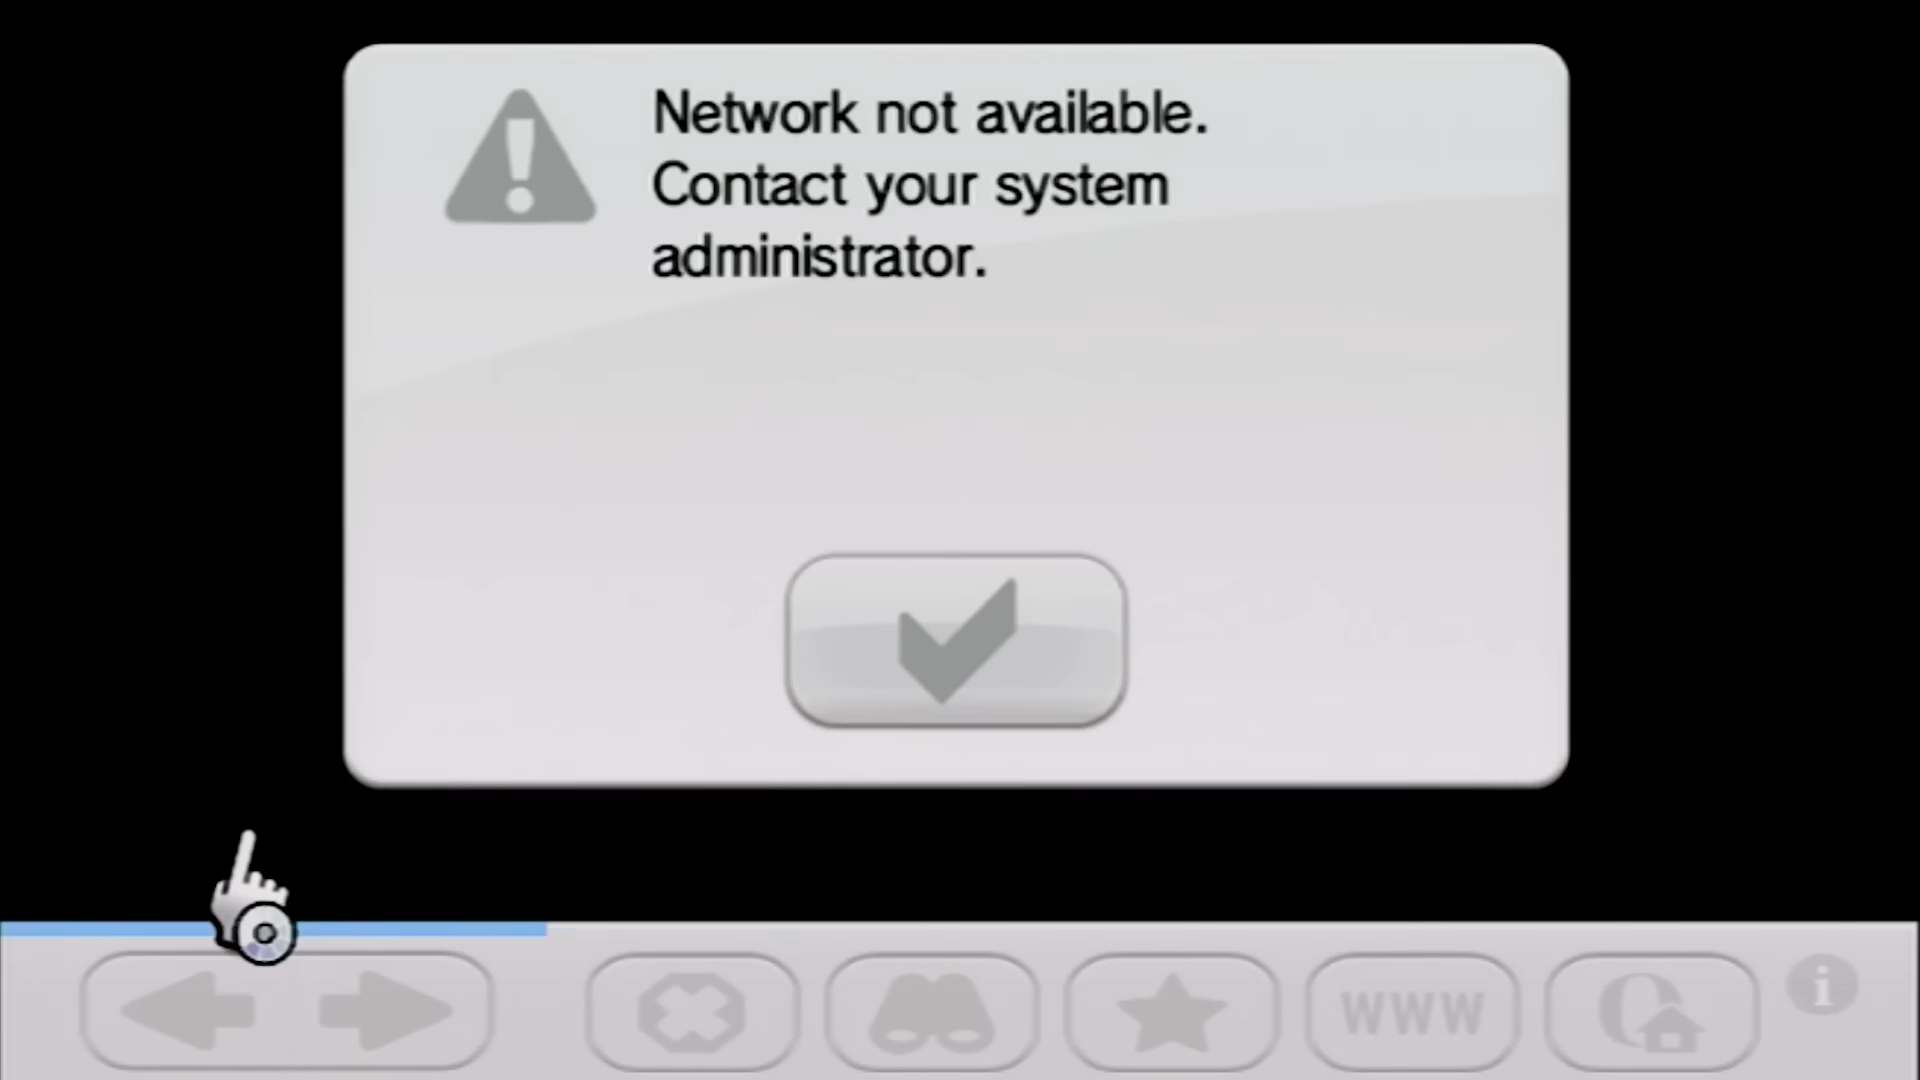 Network not available.
Contact your system
administrator.
WWW
i